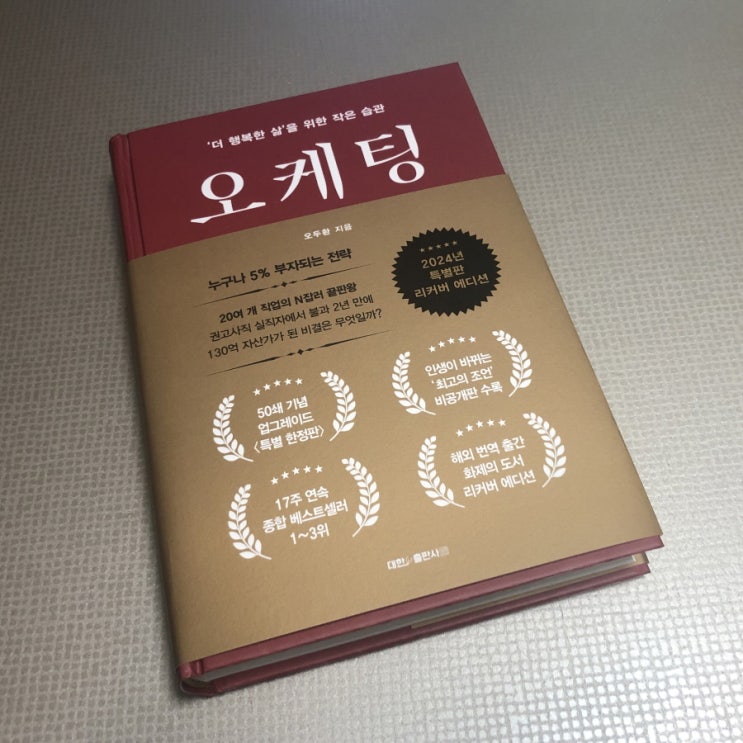 '더 행복한 삶'을 위한 작은 습관
오케팅
오두환 지음
누구나 5% 부자되는 전략
20여 개 직업의 N잡러 끝판왕
권고사직 실직자에서 불과 2년 만에
130억 자산가가 된 비결은 무엇일까?
2024년
특별판
리커버 에디션
50쇄 기념
업그레이드
〈특별 한정판〉
인생이 바뀌는
'최고의 조언'
비공개판 수록
17주 연속
종합 베스트셀러
1~3위
해외 번역 출간
화제의 도서
리커버 에디션
대한 출판사